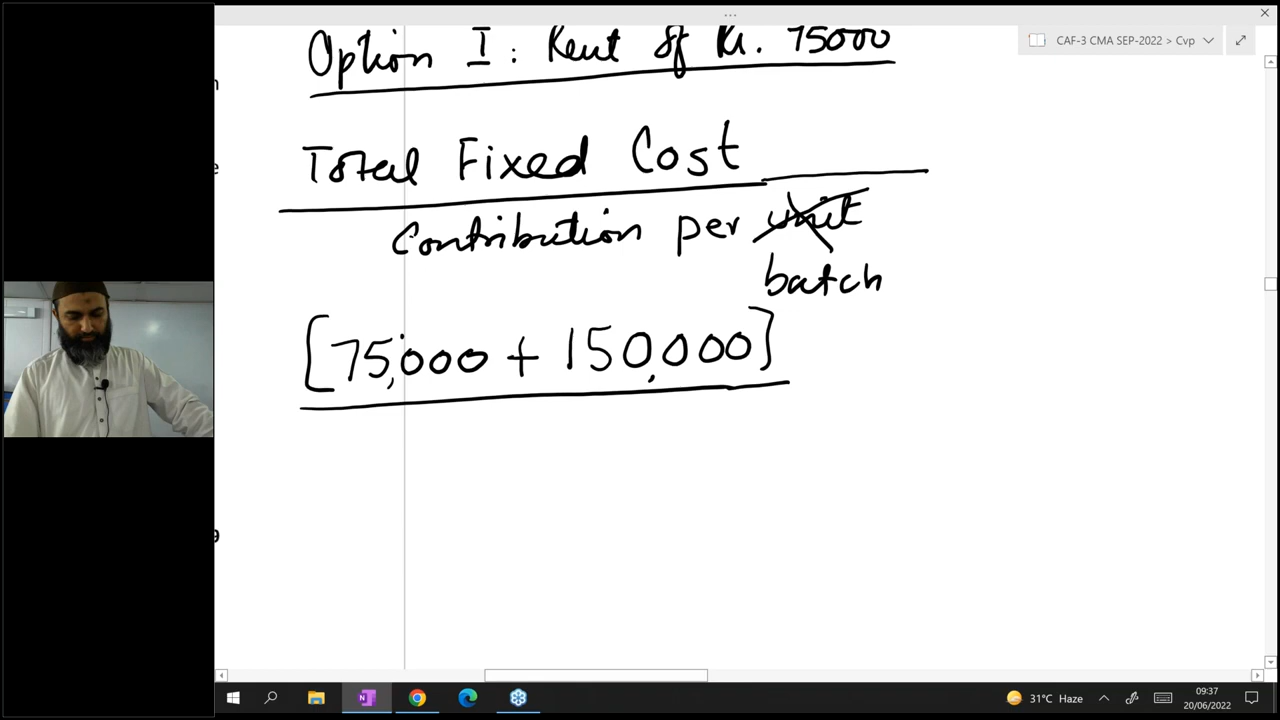 CAF-3 CMA SEP-2022 > Cvp
Option I : Rent of Rs. 75000
Total Fixed Cost
Contribution per unit
batch
[75,000 + 150,000]
31°C Haze
09:37
20/06/2022